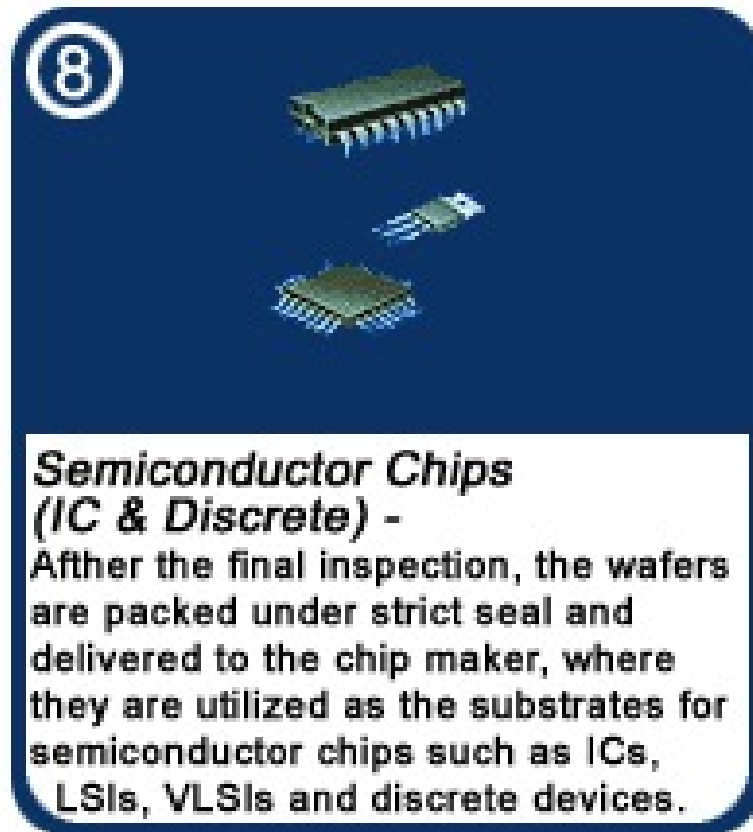 8
Semiconductor Chips
(IC & Discrete) -
Afther the final inspection, the wafers
are packed under strict seal and
delivered to the chip maker, where
they are utilized as the substrates for
semiconductor chips such as ICs,
LSIs, VLSIs and discrete devices.